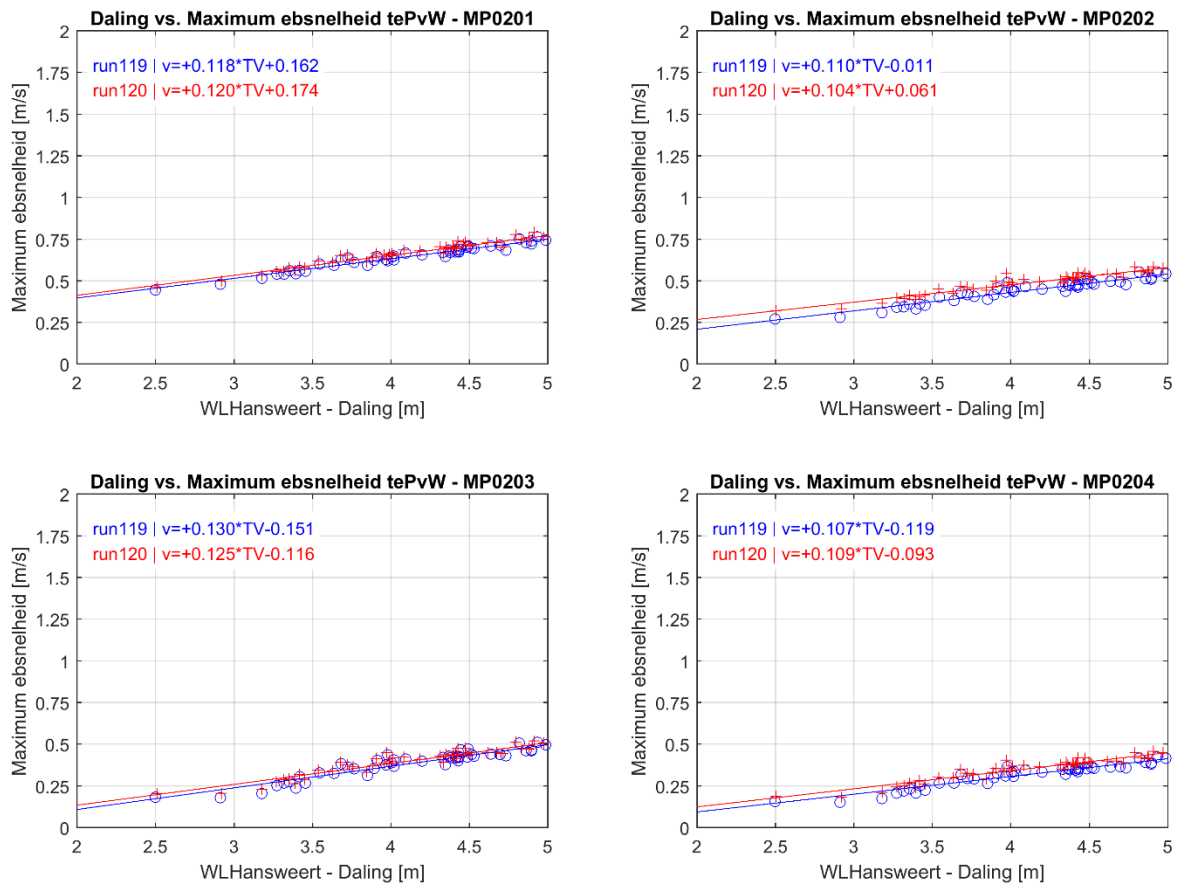 Daling vs. Maximum ebsnelheid tePvW - MP0201
2
1.75
1.5
1.25
1
0.75
0.5
0.25
0
Maximum ebsnelheid [m/s]
run119 | v=+0.118*TV+0.162
run120 | v=+0.120*TV+0.174
2 2.5 3 3.5 4 4.5 5
WLHansweert - Daling [m]
Daling vs. Maximum ebsnelheid tePvW - MP0202
2
1.75
1.5
1.25
1
0.75
0.5
0.25
0
Maximum ebsnelheid [m/s]
run119 | v=+0.110*TV-0.011
run120 | v=+0.104*TV+0.061
2 2.5 3 3.5 4 4.5 5
WLHansweert - Daling [m]
Daling vs. Maximum ebsnelheid tePvW - MP0203
2
1.75
1.5
1.25
1
0.75
0.5
0.25
0
Maximum ebsnelheid [m/s]
run119 | v=+0.130*TV-0.151
run120 | v=+0.125*TV-0.116
2 2.5 3 3.5 4 4.5 5
WLHansweert - Daling [m]
Daling vs. Maximum ebsnelheid tePvW - MP0204
2
1.75
1.5
1.25
1
0.75
0.5
0.25
0
Maximum ebsnelheid [m/s]
run119 | v=+0.107*TV-0.119
run120 | v=+0.109*TV-0.093
2 2.5 3 3.5 4 4.5 5
WLHansweert - Daling [m]